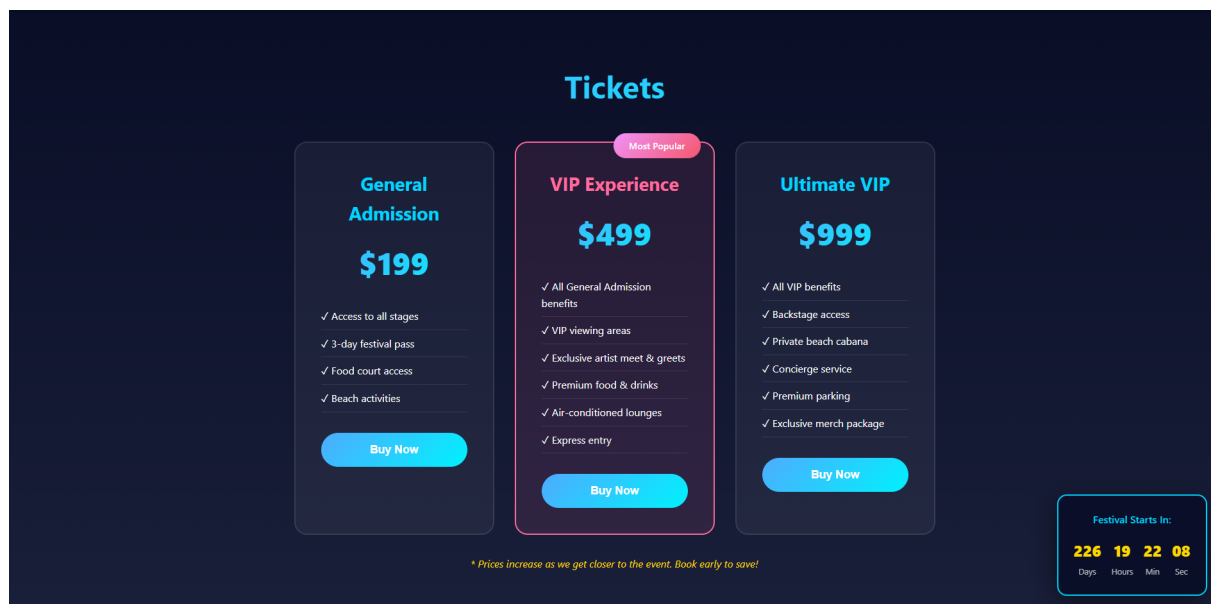 Tickets
Most Popular
General
Admission
$199
✓ Access to all stages
✓ 3-day festival pass
✓ Food court access
✓ Beach activities
Buy Now
VIP Experience
$499
✓ All General Admission
benefits
✓ VIP viewing areas
✓ Exclusive artist meet & greets
✓ Premium food & drinks
✓ Air-conditioned lounges
✓ Express entry
Buy Now
Ultimate VIP
$999
✓ All VIP benefits
✓ Backstage access
✓ Private beach cabana
✓ Concierge service
✓ Premium parking
✓ Exclusive merch package
Buy Now
* Prices increase as we get closer to the event. Book early to save!
Festival Starts In:
226 19 22 08
Days Hours Min Sec